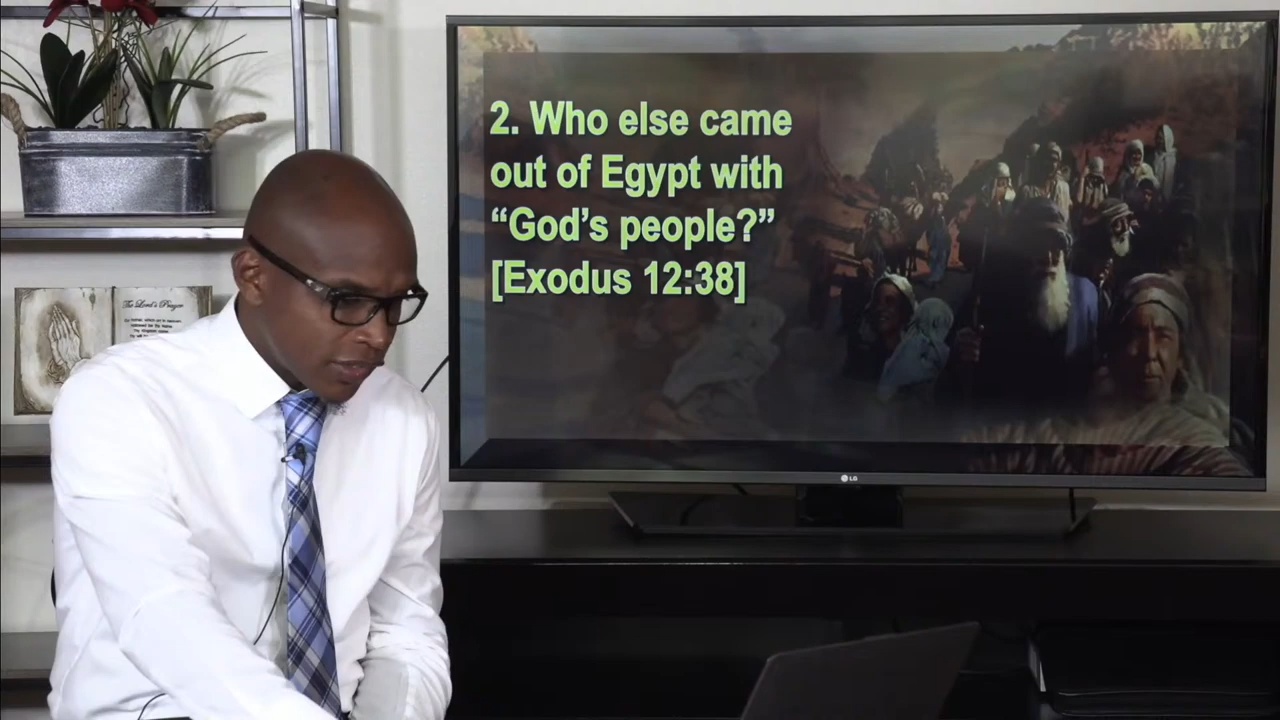 2. Who else came
out of Egypt with
“God’s people?”
[Exodus 12:38]
The Lord's Prayer
LG